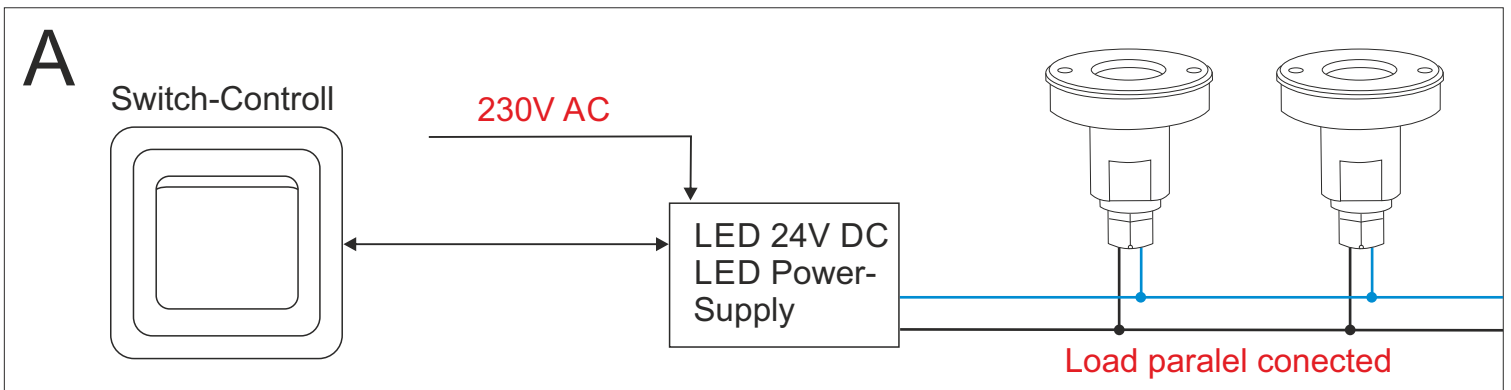 A
Switch-Controll
230V AC
LED 24V DC
LED Power-
Supply
Load paralel conected